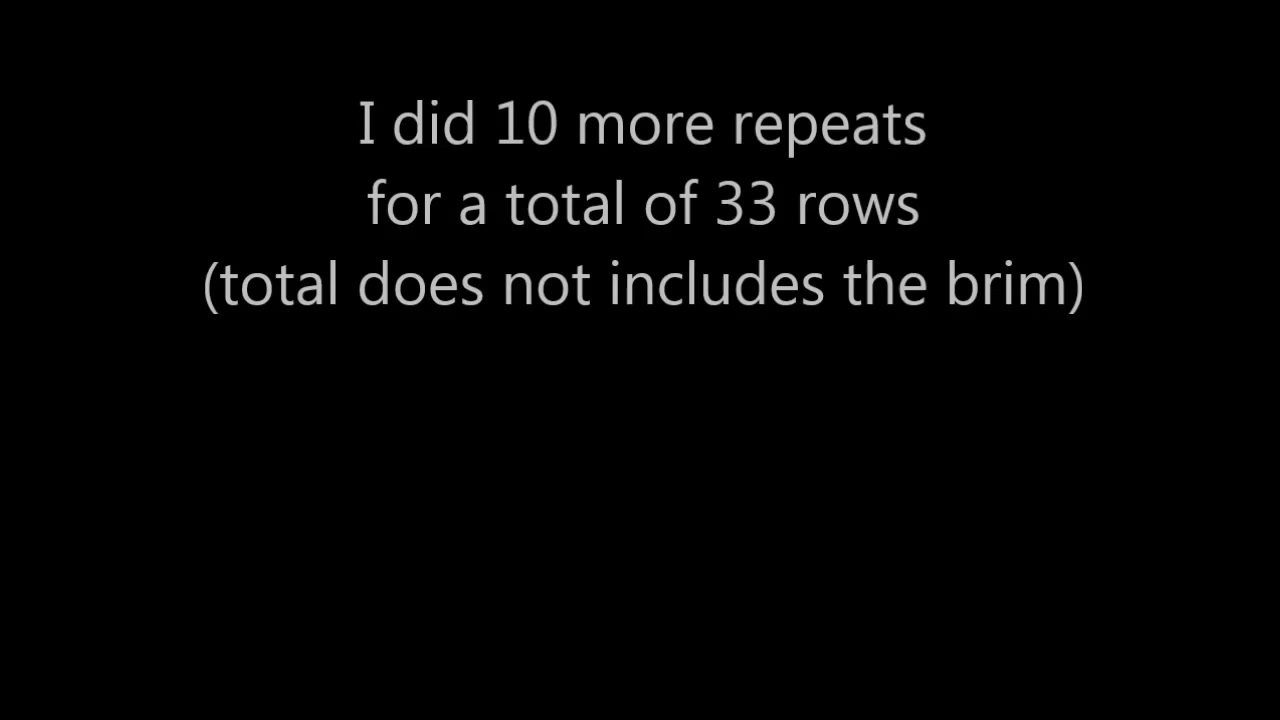 I did 10 more repeats
for a total of 33 rows
(total does not includes the brim)